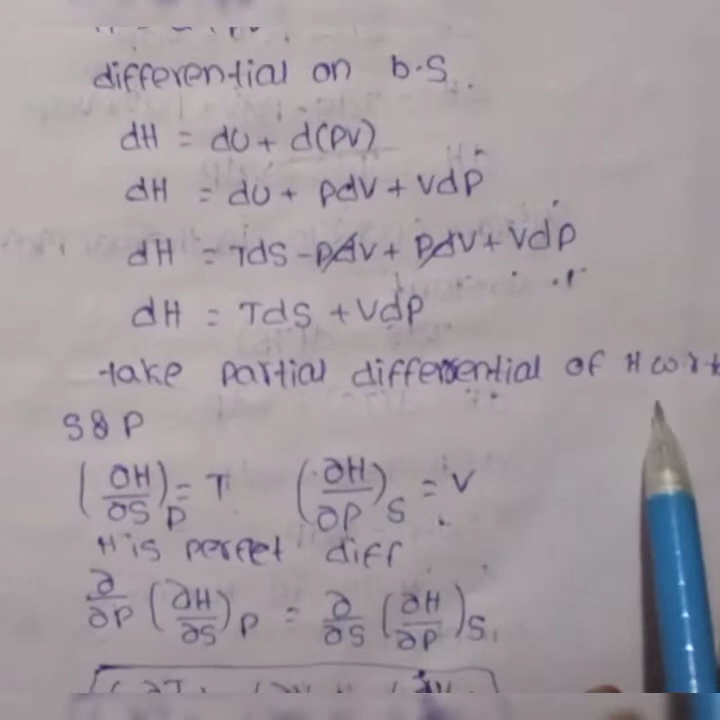 differential on b.s.
dH = dU + d(PV)
dH = dU + PdV + VdP
dH = TdS - PdV + PdV + VdP
dH = TdS + VdP
take partial differential of H w.r.t
S & P
(∂H/∂S)P = T (∂H/∂P)S = V
H is perfet diff
∂/∂P (∂H/∂S)P = ∂/∂S (∂H/∂P)S